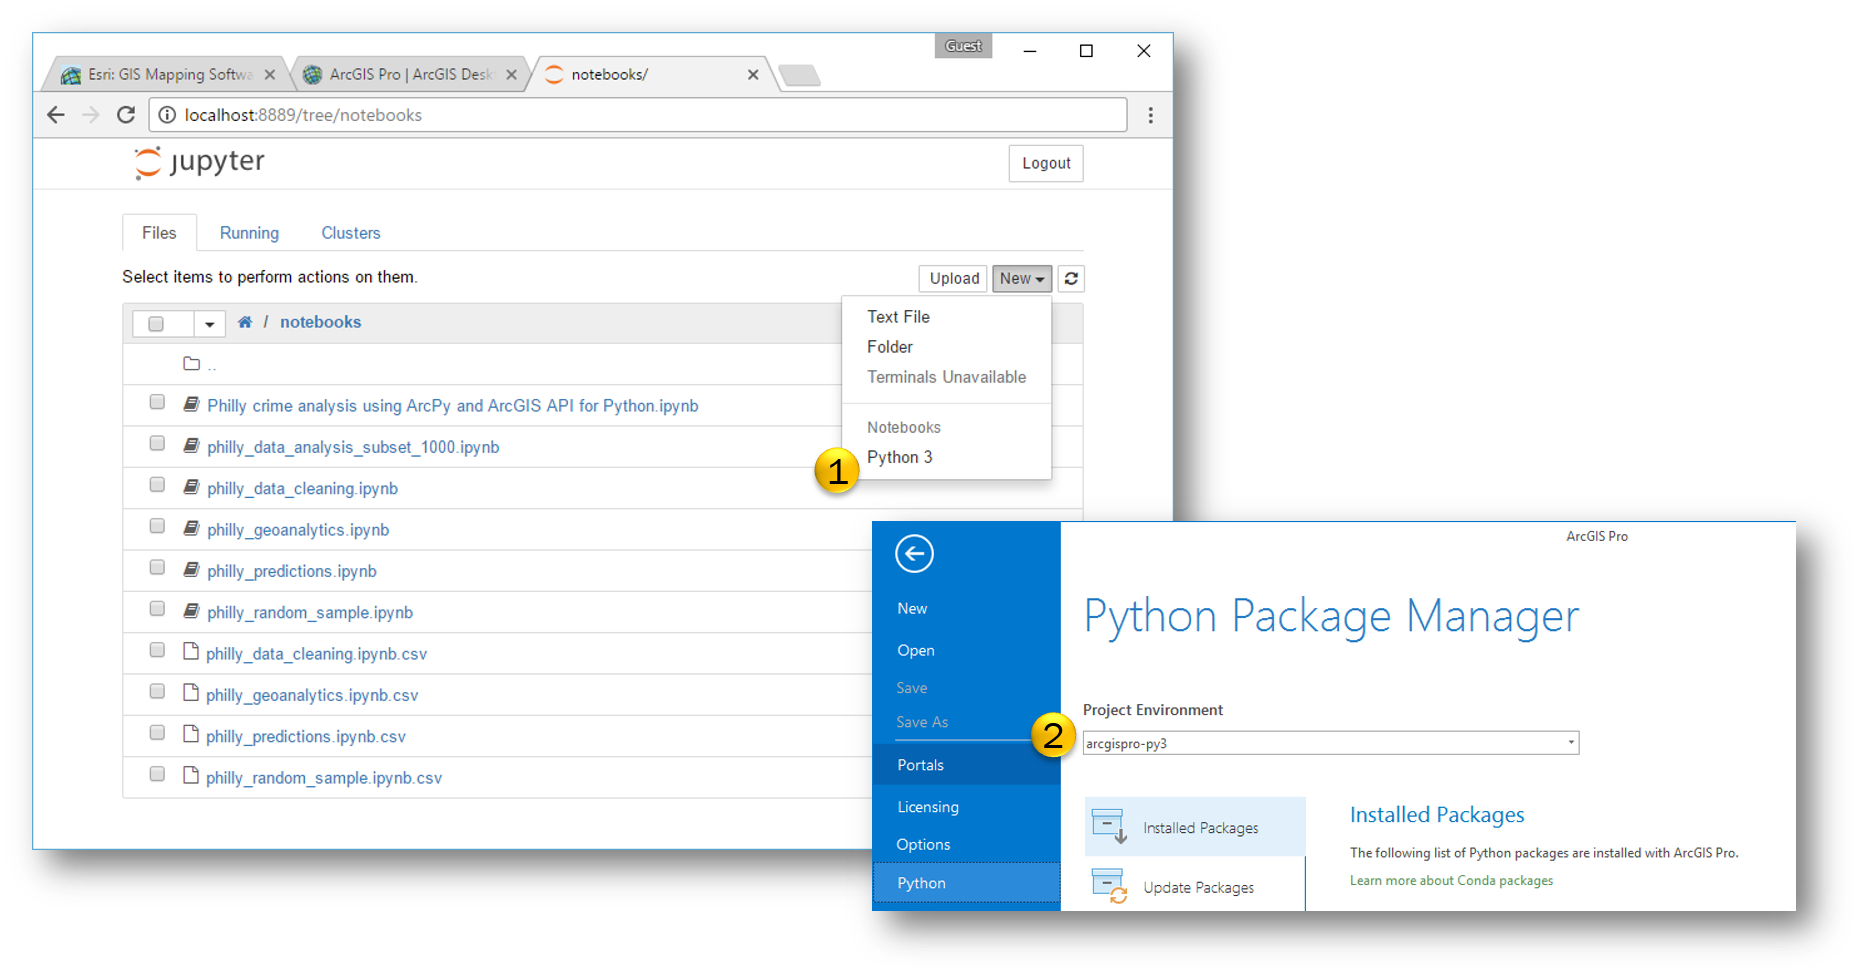 Guest
Esri: GIS Mapping Softwa
ArcGIS Pro | ArcGIS Desk
notebooks/
localhost:8889/tree/notebooks
jupyter
Logout
Files Running Clusters
Select items to perform actions on them.
Upload New
/ notebooks
Text File
Folder
Terminals Unavailable
Notebooks
1 Python 3
..
Philly crime analysis using ArcPy and ArcGIS API for Python.ipynb
philly_data_analysis_subset_1000.ipynb
philly_data_cleaning.ipynb
philly_geoanalytics.ipynb
philly_predictions.ipynb
philly_random_sample.ipynb
philly_data_cleaning.ipynb.csv
philly_geoanalytics.ipynb.csv
philly_predictions.ipynb.csv
philly_random_sample.ipynb.csv
New
Open
Save
Save As
Portals
Licensing
Options
Python
ArcGIS Pro
Python Package Manager
Project Environment
2 arcgispro-py3
Installed Packages
Update Packages
Installed Packages
The following list of Python packages are installed with ArcGIS Pro.
Learn more about Conda packages